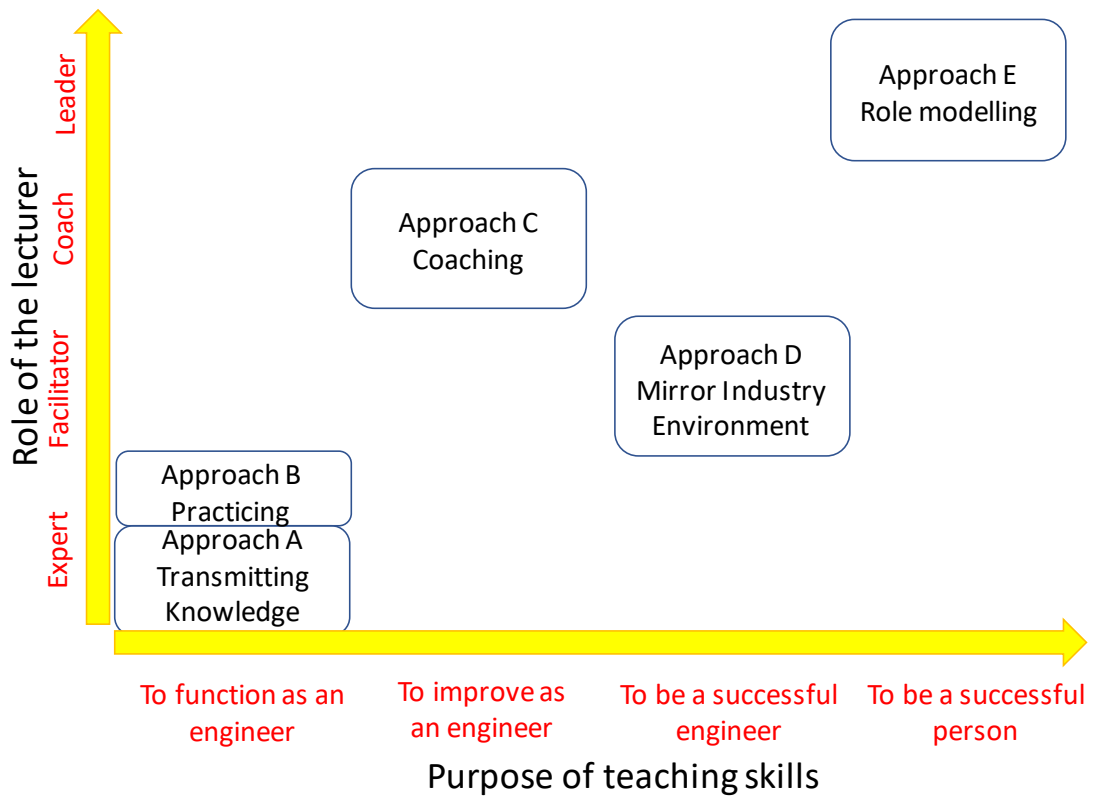 Role of the lecturer
Leader
Coach
Facilitator
Expert
Approach E
Role modelling
Approach C
Coaching
Approach D
Mirror Industry
Environment
Approach B
Practicing
Approach A
Transmitting
Knowledge
To function as an
engineer
To improve as
an engineer
To be a successful
engineer
To be a successful
person
Purpose of teaching skills